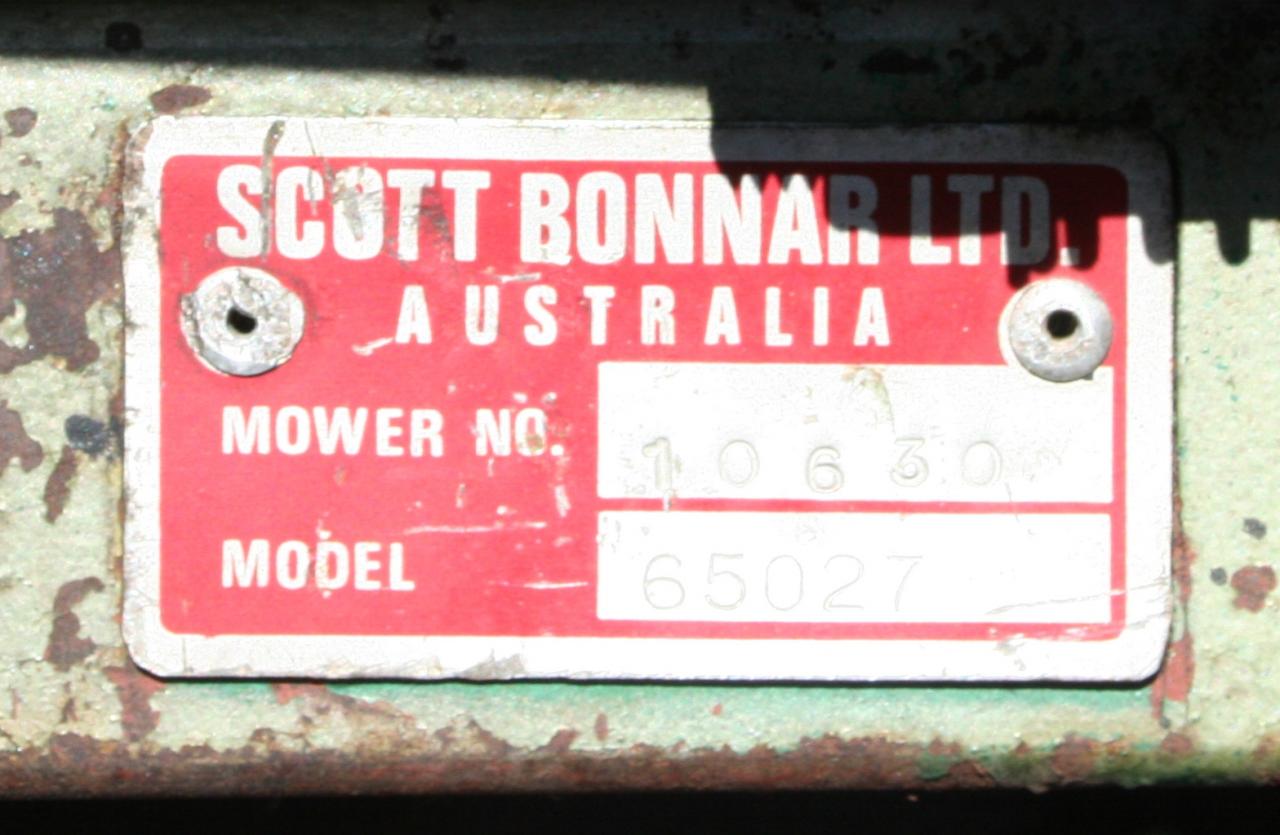 SCOTT BONNAR LTD.
AUSTRALIA
MOWER NO. 10630
MODEL 65027